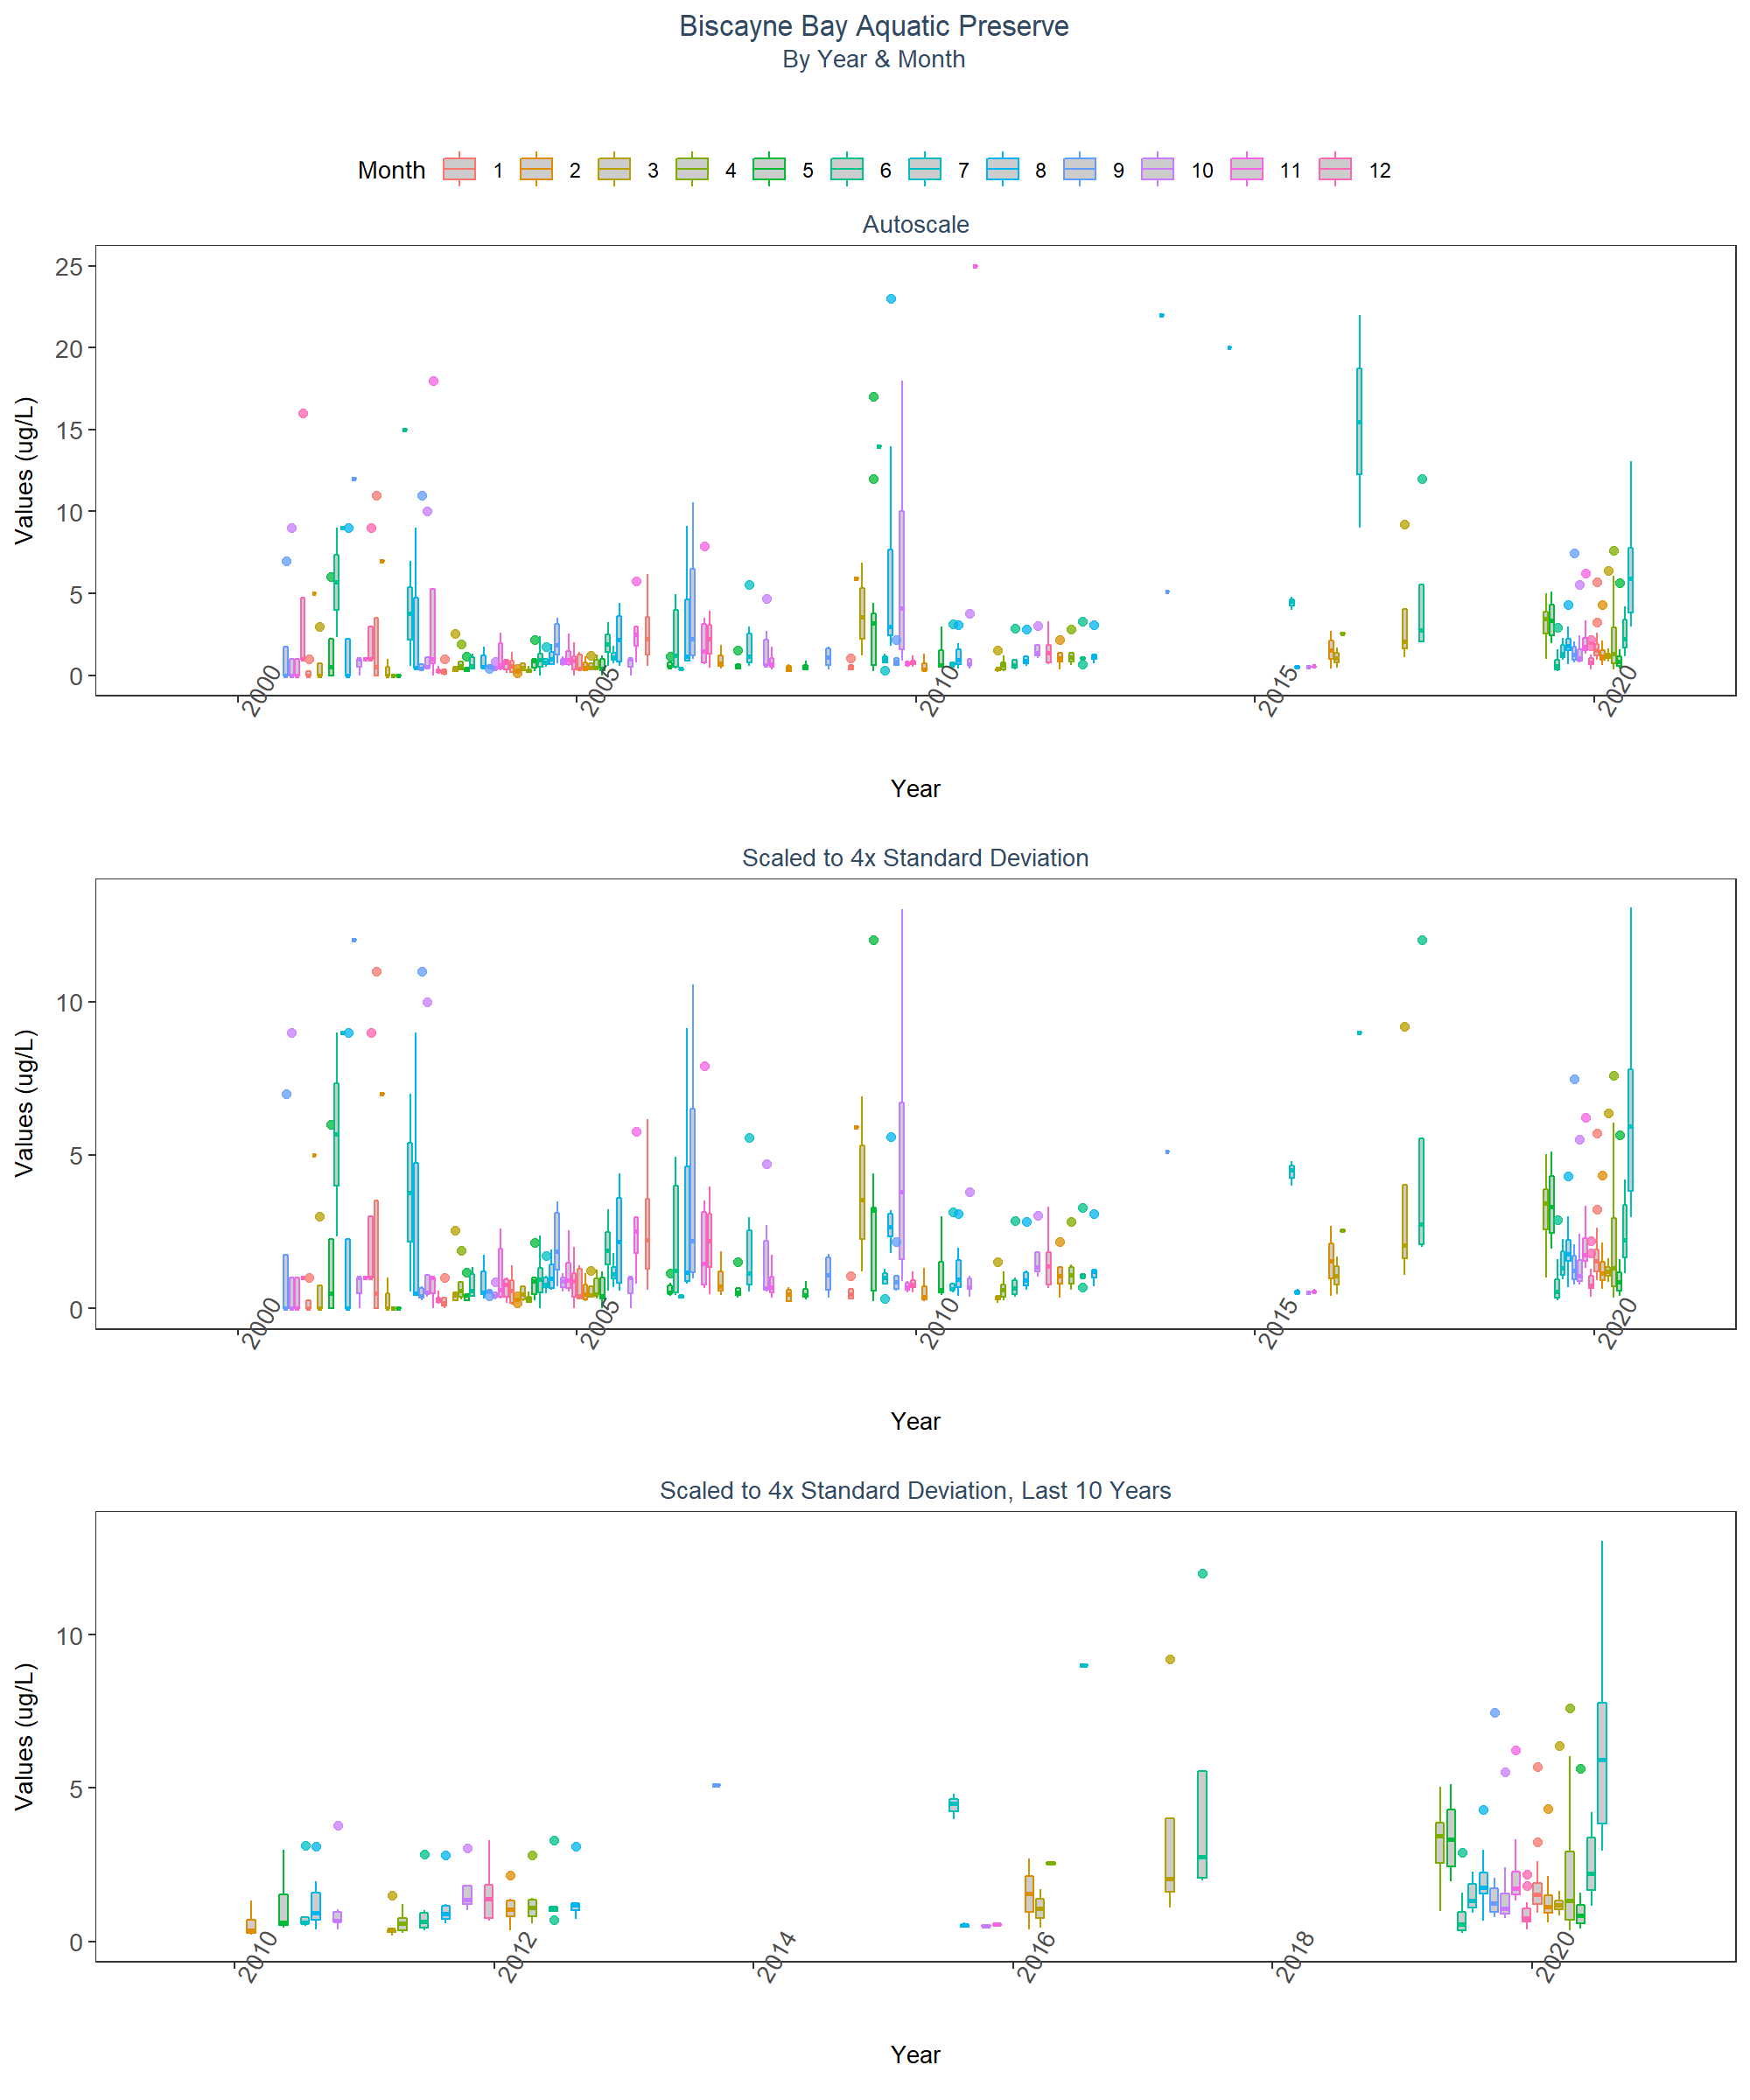 Biscayne Bay Aquatic Preserve
By Year & Month
Month 1 2 3 4 5 6 7 8 9 10 11 12
Autoscale
Values (ug/L)
25
20
15
10
5
0
2000 2005 2010 2015 2020
Year
Scaled to 4x Standard Deviation
Values (ug/L)
10
5
0
2000 2005 2010 2015 2020
Year
Scaled to 4x Standard Deviation, Last 10 Years
Values (ug/L)
10
5
0
2010 2012 2014 2016 2018 2020
Year